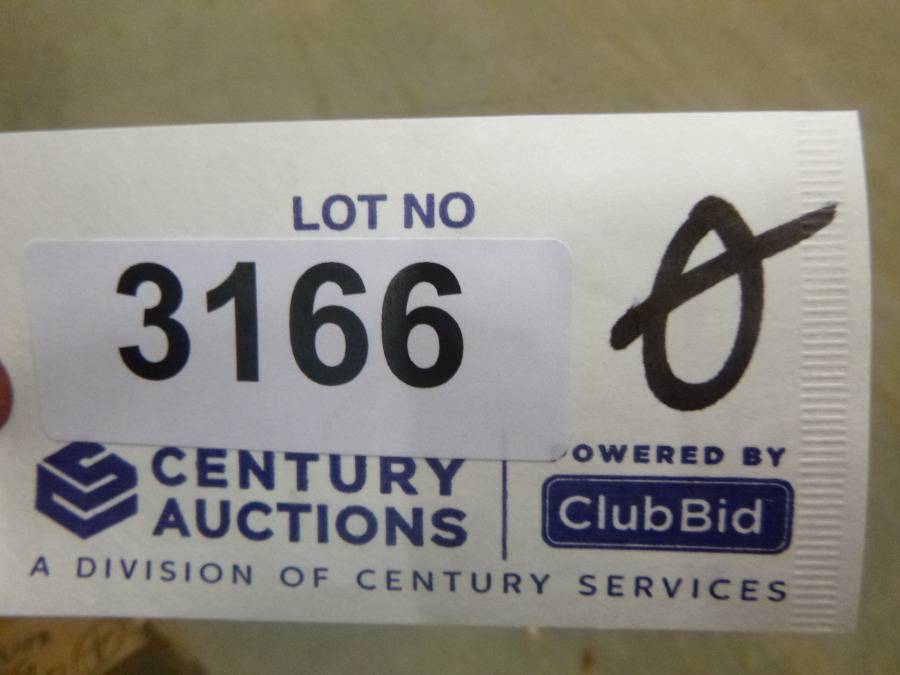 LOT NO
3166
CENTURY
AUCTIONS
POWERED BY
ClubBid
A DIVISION OF CENTURY SERVICES